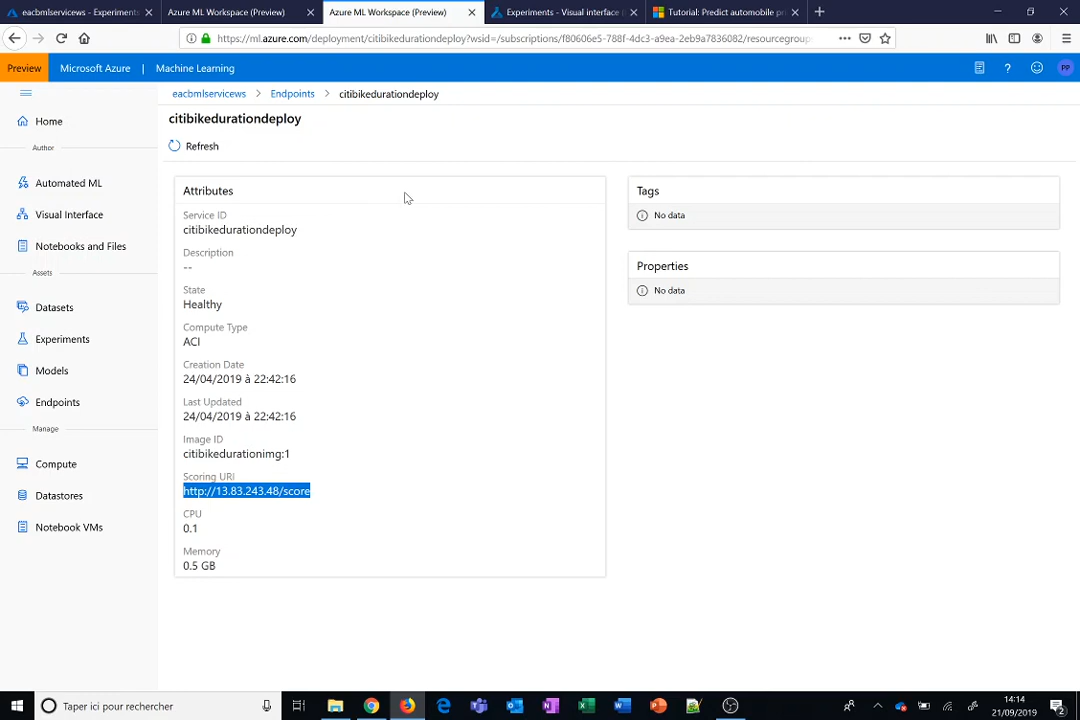 eacbmlservicews - Experiments
Azure ML Workspace (Preview)
Azure ML Workspace (Preview)
Experiments - Visual interface (
Tutorial: Predict automobile pri
https://ml.azure.com/deployment/citibikedurationdeploy?wsid=/subscriptions/f80606e5-788f-4dc3-a9ea-2eb9a7836082/resourcegroup
Preview
Microsoft Azure | Machine Learning
PP
eacbmlservicews > Endpoints > citibikedurationdeploy
citibikedurationdeploy
Refresh
Home
Author
Automated ML
Visual Interface
Notebooks and Files
Assets
Datasets
Experiments
Models
Endpoints
Manage
Compute
Datastores
Notebook VMs
Attributes
Service ID
citibikedurationdeploy
Description
--
State
Healthy
Compute Type
ACI
Creation Date
24/04/2019 à 22:42:16
Last Updated
24/04/2019 à 22:42:16
Image ID
citibikedurationimg:1
Scoring URI
http://13.83.243.48/score
CPU
0.1
Memory
0.5 GB
Tags
No data
Properties
No data
Taper ici pour rechercher
14:14
21/09/2019
2